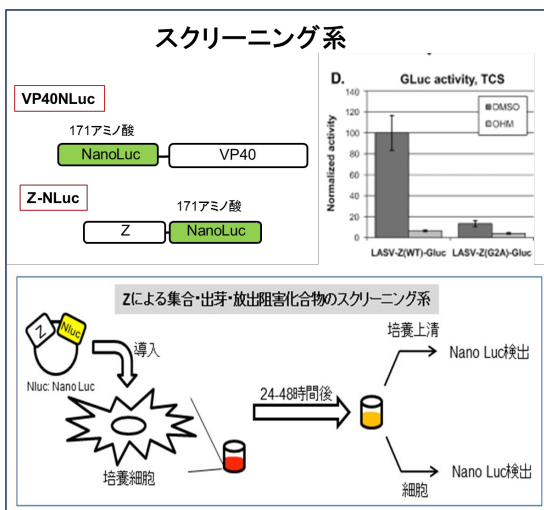 スクリーニング系
VP40NLuc
171アミノ酸
NanoLuc
VP40
Z-NLuc
171アミノ酸
Z
NanoLuc
D.
GLuc activity, TCS
Normalized activity
140
120
100
80
60
40
20
0
DMSO
OHM
LASV-Z(WT)-Gluc
LASV-Z(G2A)-Gluc
Zによる集合・出芽・放出阻害化合物のスクリーニング系
Z
Nluc
Nluc: Nano Luc
導入
培養細胞
24-48時間後
培養上清
Nano Luc検出
細胞
Nano Luc検出